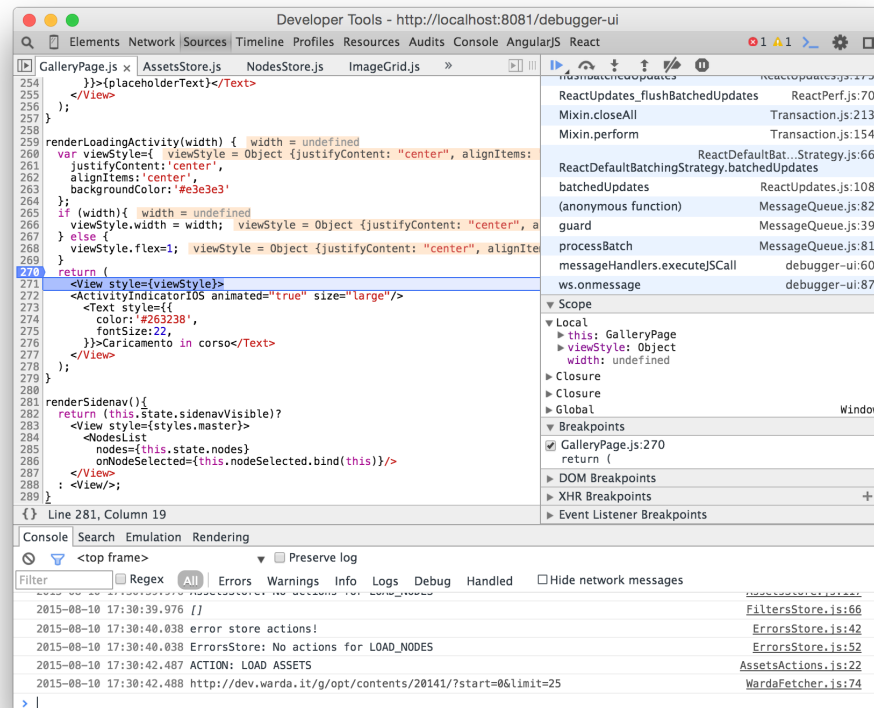 Developer Tools - http://localhost:8081/debugger-ui
Elements Network Sources Timeline Profiles Resources Audits Console AngularJS React
1 1
GalleryPage.js × AssetsStore.js NodesStore.js ImageGrid.js »
254 }}>{placeholderText}</Text>
255 </View>
256 );
257 }
258
259 renderLoadingActivity(width) { width = undefined
260 var viewStyle={ viewStyle = Object {justifyContent: "center", alignItems:
261 justifyContent:'center',
262 alignItems:'center',
263 backgroundColor:'#e3e3e3'
264 };
265 if (width){ width = undefined
266 viewStyle.width = width; viewStyle = Object {justifyContent: "center", a
267 } else {
268 viewStyle.flex=1; viewStyle = Object {justifyContent: "center", alignIte
269 }
270 return (
271 <View style={viewStyle}>
272 <ActivityIndicatorIOS animated="true" size="large"/>
273 <Text style={{
274 color:'#263238',
275 fontSize:22,
276 }}>Caricamento in corso</Text>
277 </View>
278 );
279 }
280
281 renderSidenav(){
282 return (this.state.sidenavVisible)?
283 <View style={styles.master}>
284 <NodesList
285 nodes={this.state.nodes}
286 onNodeSelected={this.nodeSelected.bind(this)}/>
287 </View>
288 : <View/>;
289 }
{} Line 281, Column 19
flushBatchedUpdates ReactUpdates.js:175
ReactUpdates_flushBatchedUpdates ReactPerf.js:70
Mixin.closeAll Transaction.js:213
Mixin.perform Transaction.js:154
ReactDefaultBat...Strategy.js:66
ReactDefaultBatchingStrategy.batchedUpdates
batchedUpdates ReactUpdates.js:108
(anonymous function) MessageQueue.js:82
guard MessageQueue.js:39
processBatch MessageQueue.js:81
messageHandlers.executeJSCall debugger-ui:60
ws.onmessage debugger-ui:87
Scope
Local
this: GalleryPage
viewStyle: Object
width: undefined
Closure
Closure
Global Window
Breakpoints
GalleryPage.js:270
return (
DOM Breakpoints
XHR Breakpoints +
Event Listener Breakpoints
Console Search Emulation Rendering
<top frame> Preserve log
Filter Regex All Errors Warnings Info Logs Debug Handled Hide network messages
AssetsStore: No actions for LOAD_NODES
2015-08-10 17:30:39.976 [] FiltersStore.js:66
2015-08-10 17:30:40.038 error store actions! ErrorsStore.js:42
2015-08-10 17:30:40.038 ErrorsStore: No actions for LOAD_NODES ErrorsStore.js:52
2015-08-10 17:30:42.487 ACTION: LOAD ASSETS AssetsActions.js:22
2015-08-10 17:30:42.488 http://dev.warda.it/g/opt/contents/20141/?start=0&limit=25 WardaFetcher.js:74
>